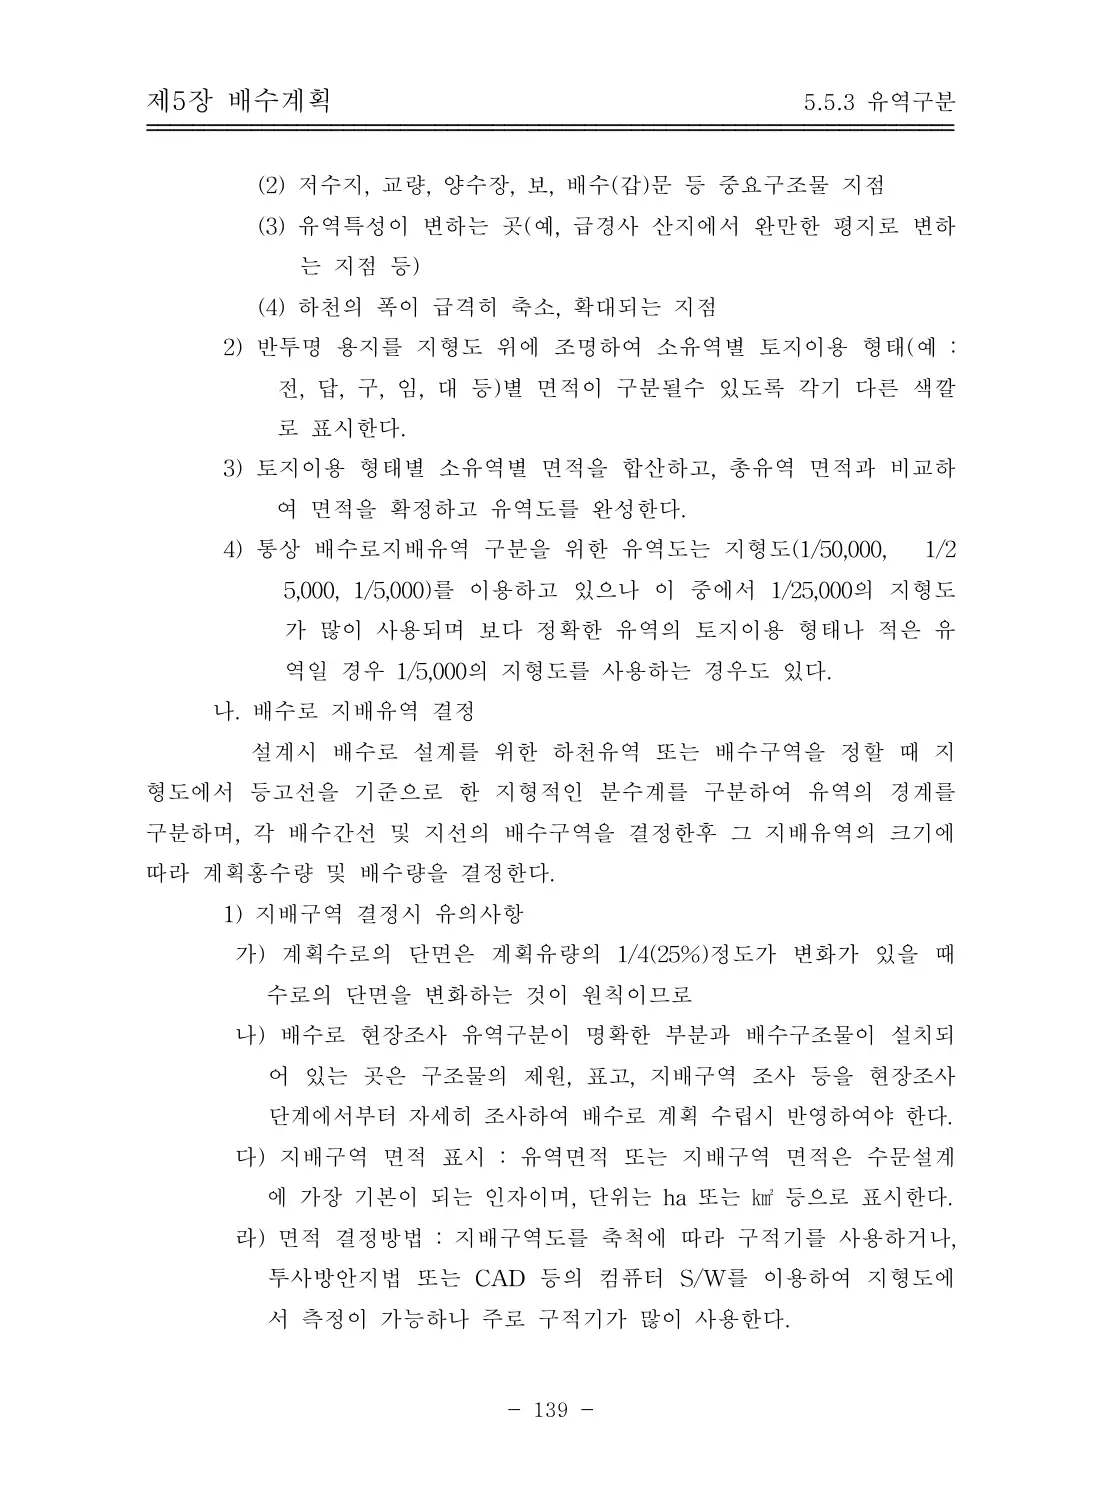 제5장 배수계획
5.5.3 유역구분
(2) 저수지, 교량, 양수장, 보, 배수(갑)문 등 중요구조물 지점
(3) 유역특성이 변하는 곳(예, 급경사 산지에서 완만한 평지로 변하
는 지점 등)
(4) 하천의 폭이 급격히 축소, 확대되는 지점
2) 반투명 용지를 지형도 위에 조명하여 소유역별 토지이용 형태(예 :
전, 답, 구, 임, 대 등)별 면적이 구분될수 있도록 각기 다른 색깔
로 표시한다.
3) 토지이용 형태별 소유역별 면적을 합산하고, 총유역 면적과 비교하
여 면적을 확정하고 유역도를 완성한다.
4) 통상 배수로지배유역 구분을 위한 유역도는 지형도(1/50,000, 1/2
5,000, 1/5,000)를 이용하고 있으나 이 중에서 1/25,000의 지형도
가 많이 사용되며 보다 정확한 유역의 토지이용 형태나 적은 유
역일 경우 1/5,000의 지형도를 사용하는 경우도 있다.
나. 배수로 지배유역 결정
설계시 배수로 설계를 위한 하천유역 또는 배수구역을 정할 때 지
형도에서 등고선을 기준으로 한 지형적인 분수계를 구분하여 유역의 경계를
구분하며, 각 배수간선 및 지선의 배수구역을 결정한후 그 지배유역의 크기에
따라 계획홍수량 및 배수량을 결정한다.
1) 지배구역 결정시 유의사항
가) 계획수로의 단면은 계획유량의 1/4(25%)정도가 변화가 있을 때
수로의 단면을 변화하는 것이 원칙이므로
나) 배수로 현장조사 유역구분이 명확한 부분과 배수구조물이 설치되
어 있는 곳은 구조물의 제원, 표고, 지배구역 조사 등을 현장조사
단계에서부터 자세히 조사하여 배수로 계획 수립시 반영하여야 한다.
다) 지배구역 면적 표시 : 유역면적 또는 지배구역 면적은 수문설계
에 가장 기본이 되는 인자이며, 단위는 ha 또는 ㎢ 등으로 표시한다.
라) 면적 결정방법 : 지배구역도를 축척에 따라 구적기를 사용하거나,
투사방안지법 또는 CAD 등의 컴퓨터 S/W를 이용하여 지형도에
서 측정이 가능하나 주로 구적기가 많이 사용한다.
- 139 -